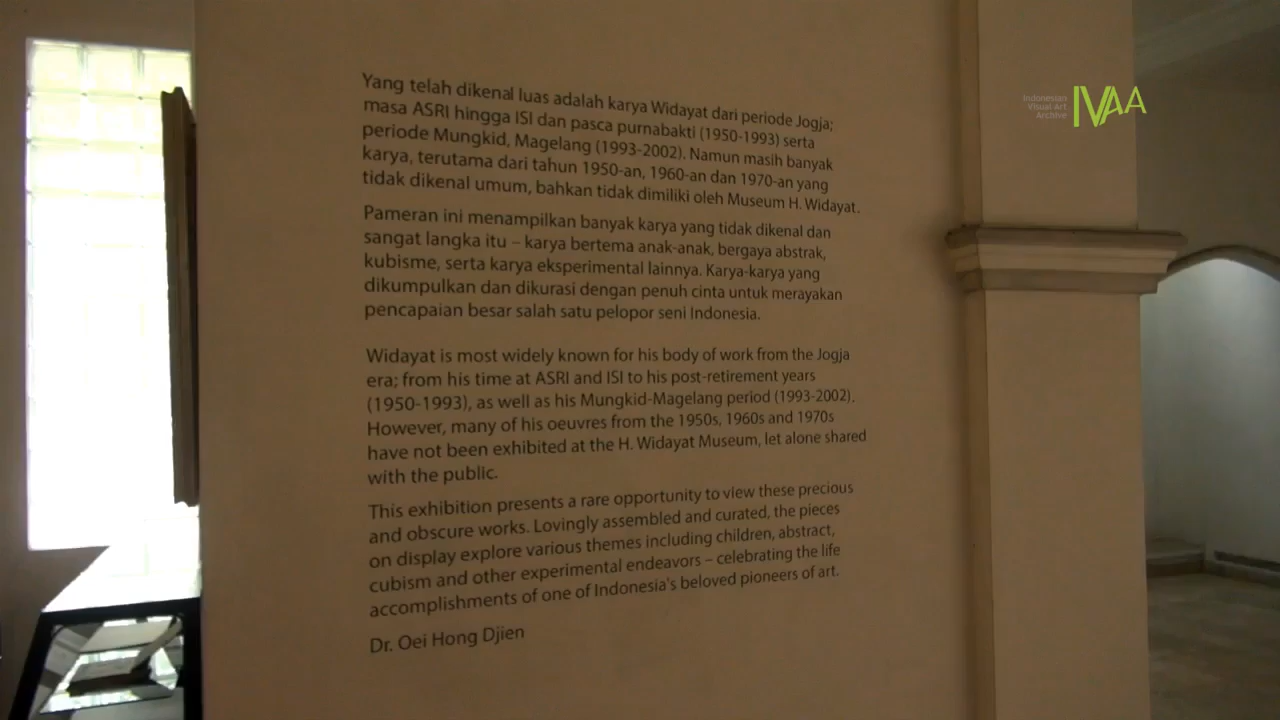 Yang telah dikenal luas adalah karya Widayat dari periode Jogja;
masa ASRI hingga ISI dan pasca purnabakti (1950-1993) serta
periode Mungkid, Magelang (1993-2002). Namun masih banyak
karya, terutama dari tahun 1950-an, 1960-an dan 1970-an yang
tidak dikenal umum, bahkan tidak dimiliki oleh Museum H. Widayat.
Pameran ini menampilkan banyak karya yang tidak dikenal dan
sangat langka itu – karya bertema anak-anak, bergaya abstrak,
kubisme, serta karya eksperimental lainnya. Karya-karya yang
dikumpulkan dan dikurasi dengan penuh cinta untuk merayakan
pencapaian besar salah satu pelopor seni Indonesia.
Widayat is most widely known for his body of work from the Jogja
era; from his time at ASRI and ISI to his post-retirement years
(1950-1993), as well as his Mungkid-Magelang period (1993-2002).
However, many of his oeuvres from the 1950s, 1960s and 1970s
have not been exhibited at the H. Widayat Museum, let alone shared
with the public.
This exhibition presents a rare opportunity to view these precious
and obscure works. Lovingly assembled and curated, the pieces
on display explore various themes including children, abstract,
cubism and other experimental endeavors – celebrating the life
accomplishments of one of Indonesia's beloved pioneers of art.
Dr. Oei Hong Djien
Indonesian
Visual Art
Archive
IVAA